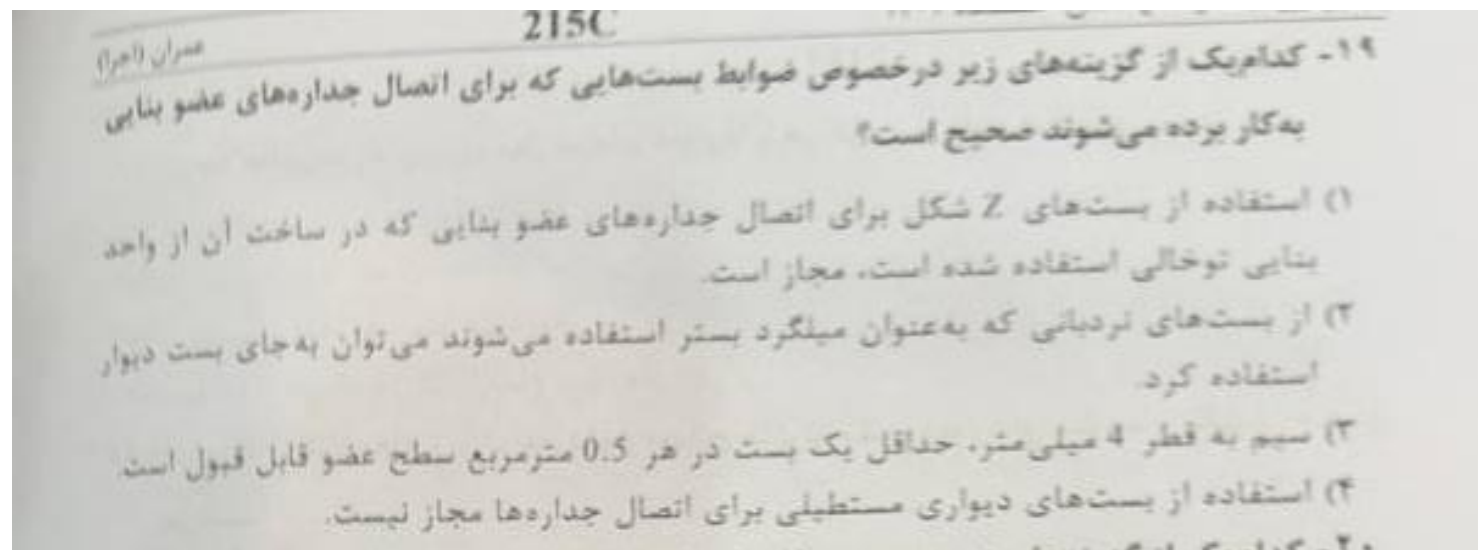 215C
عمران (اجرا)
۱۹- کدام‌یک از گزینه‌های زیر درخصوص ضوابط بست‌هایی که برای اتصال جداره‌های عضو بنایی
به‌کار برده می‌شوند صحیح است؟
۱) استفاده از بست‌های Z شکل برای اتصال جداره‌های عضو بنایی که در ساخت آن از واحد
بنایی توخالی استفاده شده است، مجاز است.
۲) از بست‌های نردبانی که به‌عنوان میلگرد بستر استفاده می‌شوند می‌توان به‌جای بست دیوار
استفاده کرد.
۳) سیم به قطر 4 میلی‌متر، حداقل یک بست در هر 0.5 مترمربع سطح عضو قابل قبول است.
۴) استفاده از بست‌های دیواری مستطیلی برای اتصال جداره‌ها مجاز نیست.